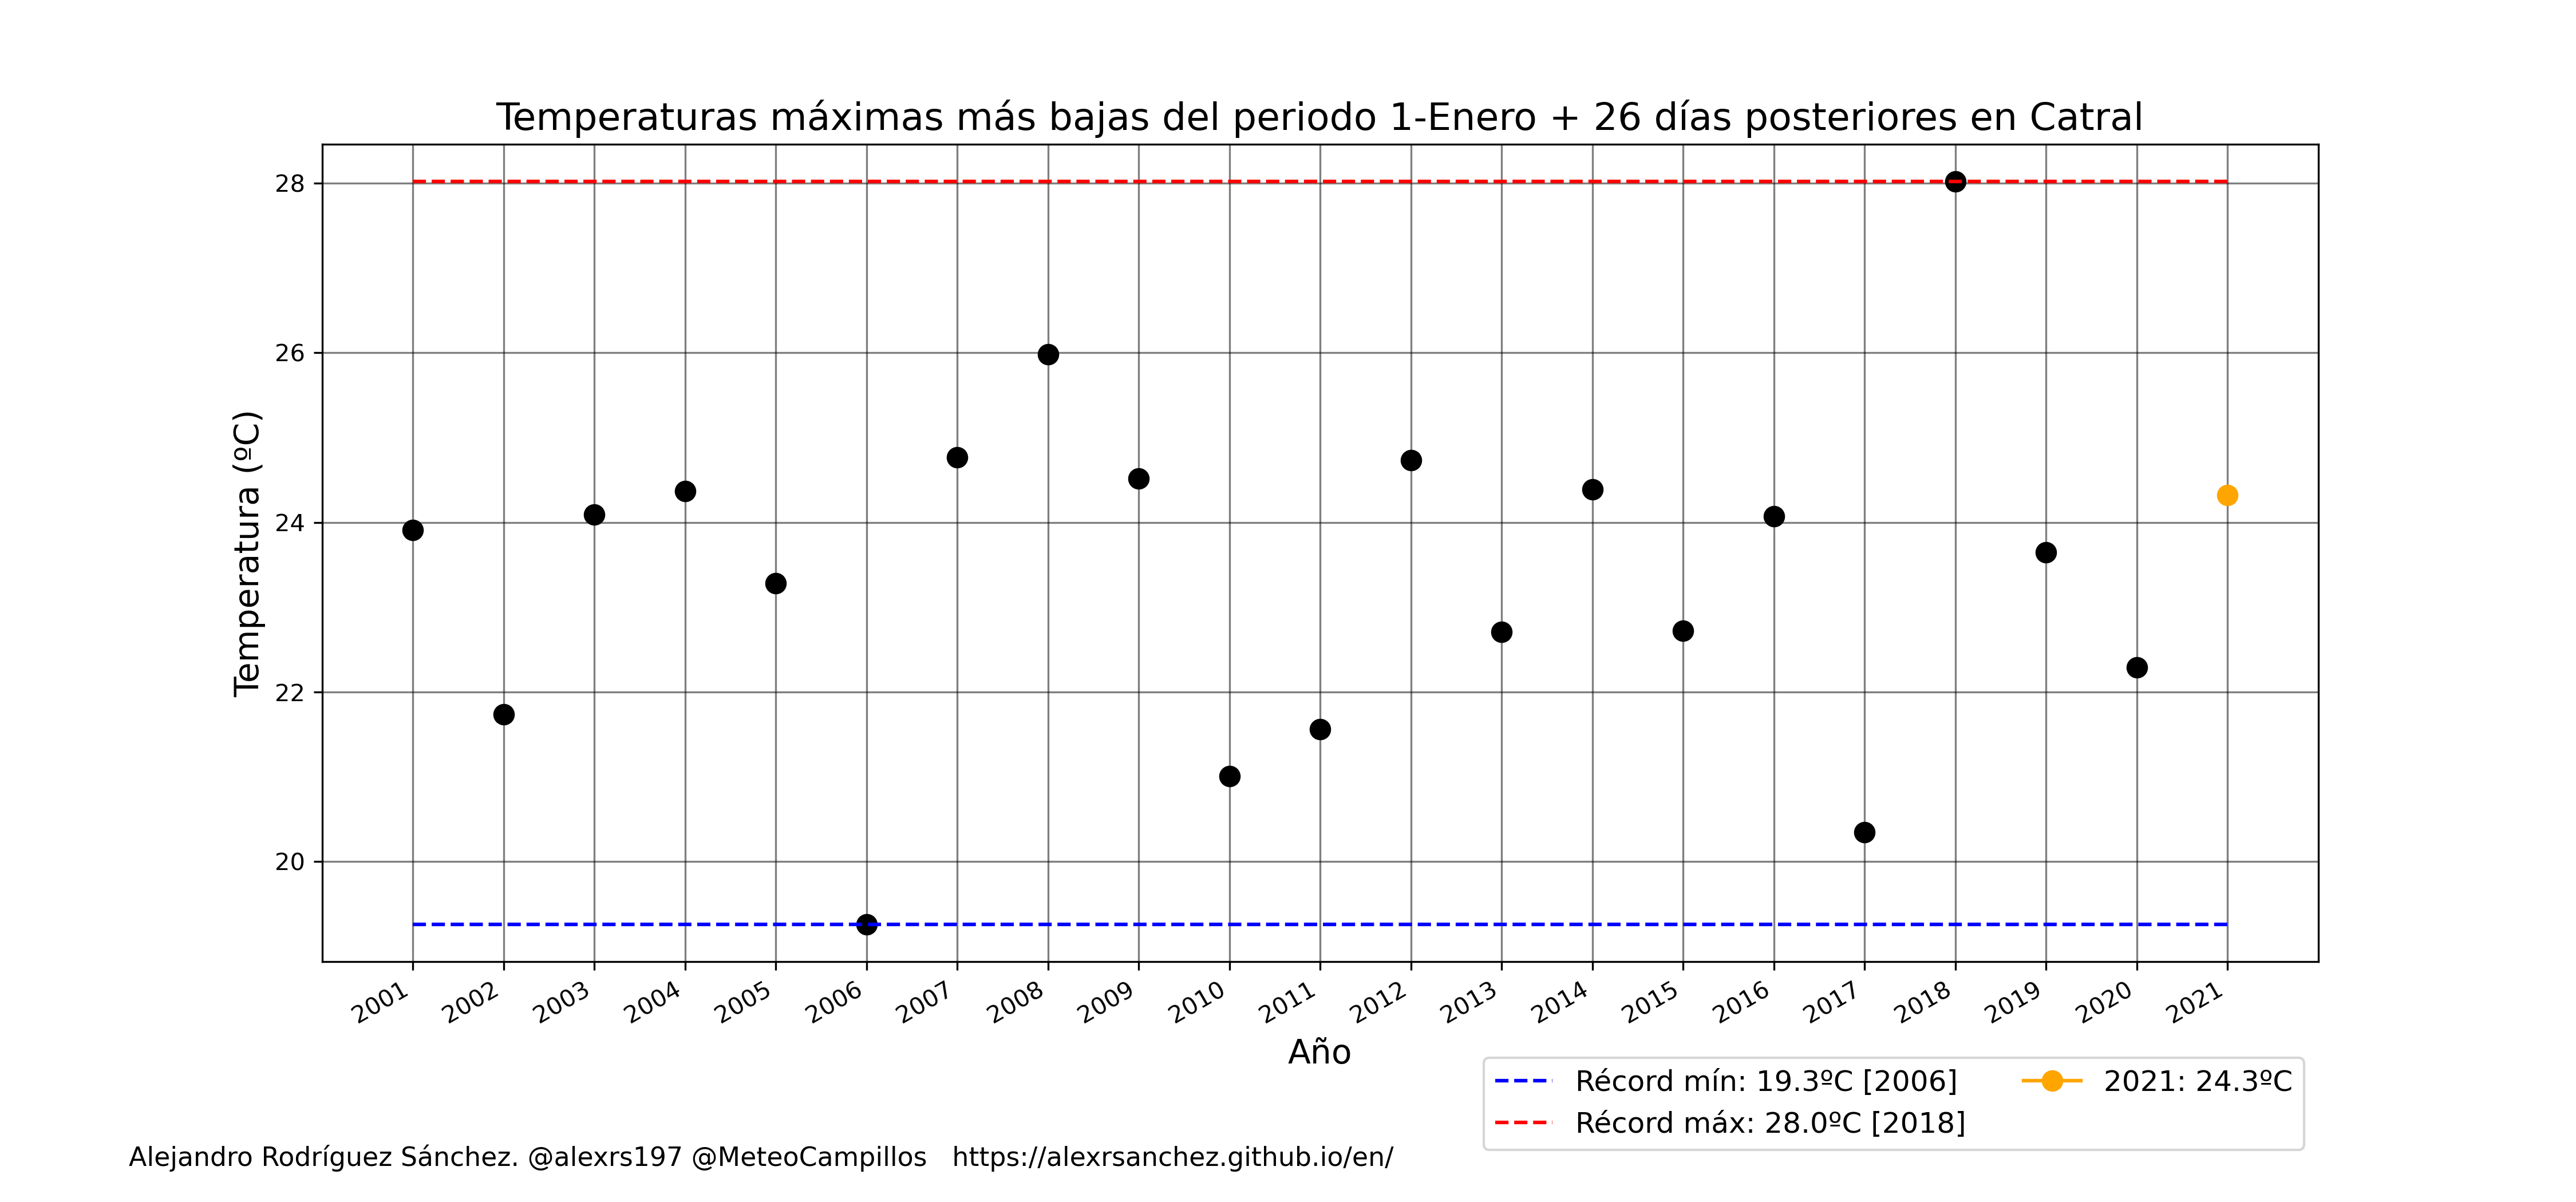 Temperaturas máximas más bajas del periodo 1-Enero + 26 días posteriores en Catral
Temperatura (ºC)
28
26
24
22
20
2001 2002 2003 2004 2005 2006 2007 2008 2009 2010 2011 2012 2013 2014 2015 2016 2017 2018 2019 2020 2021
Año
Récord mín: 19.3ºC [2006]
Récord máx: 28.0ºC [2018]
2021: 24.3ºC
Alejandro Rodríguez Sánchez. @alexrs197 @MeteoCampillos https://alexrsanchez.github.io/en/